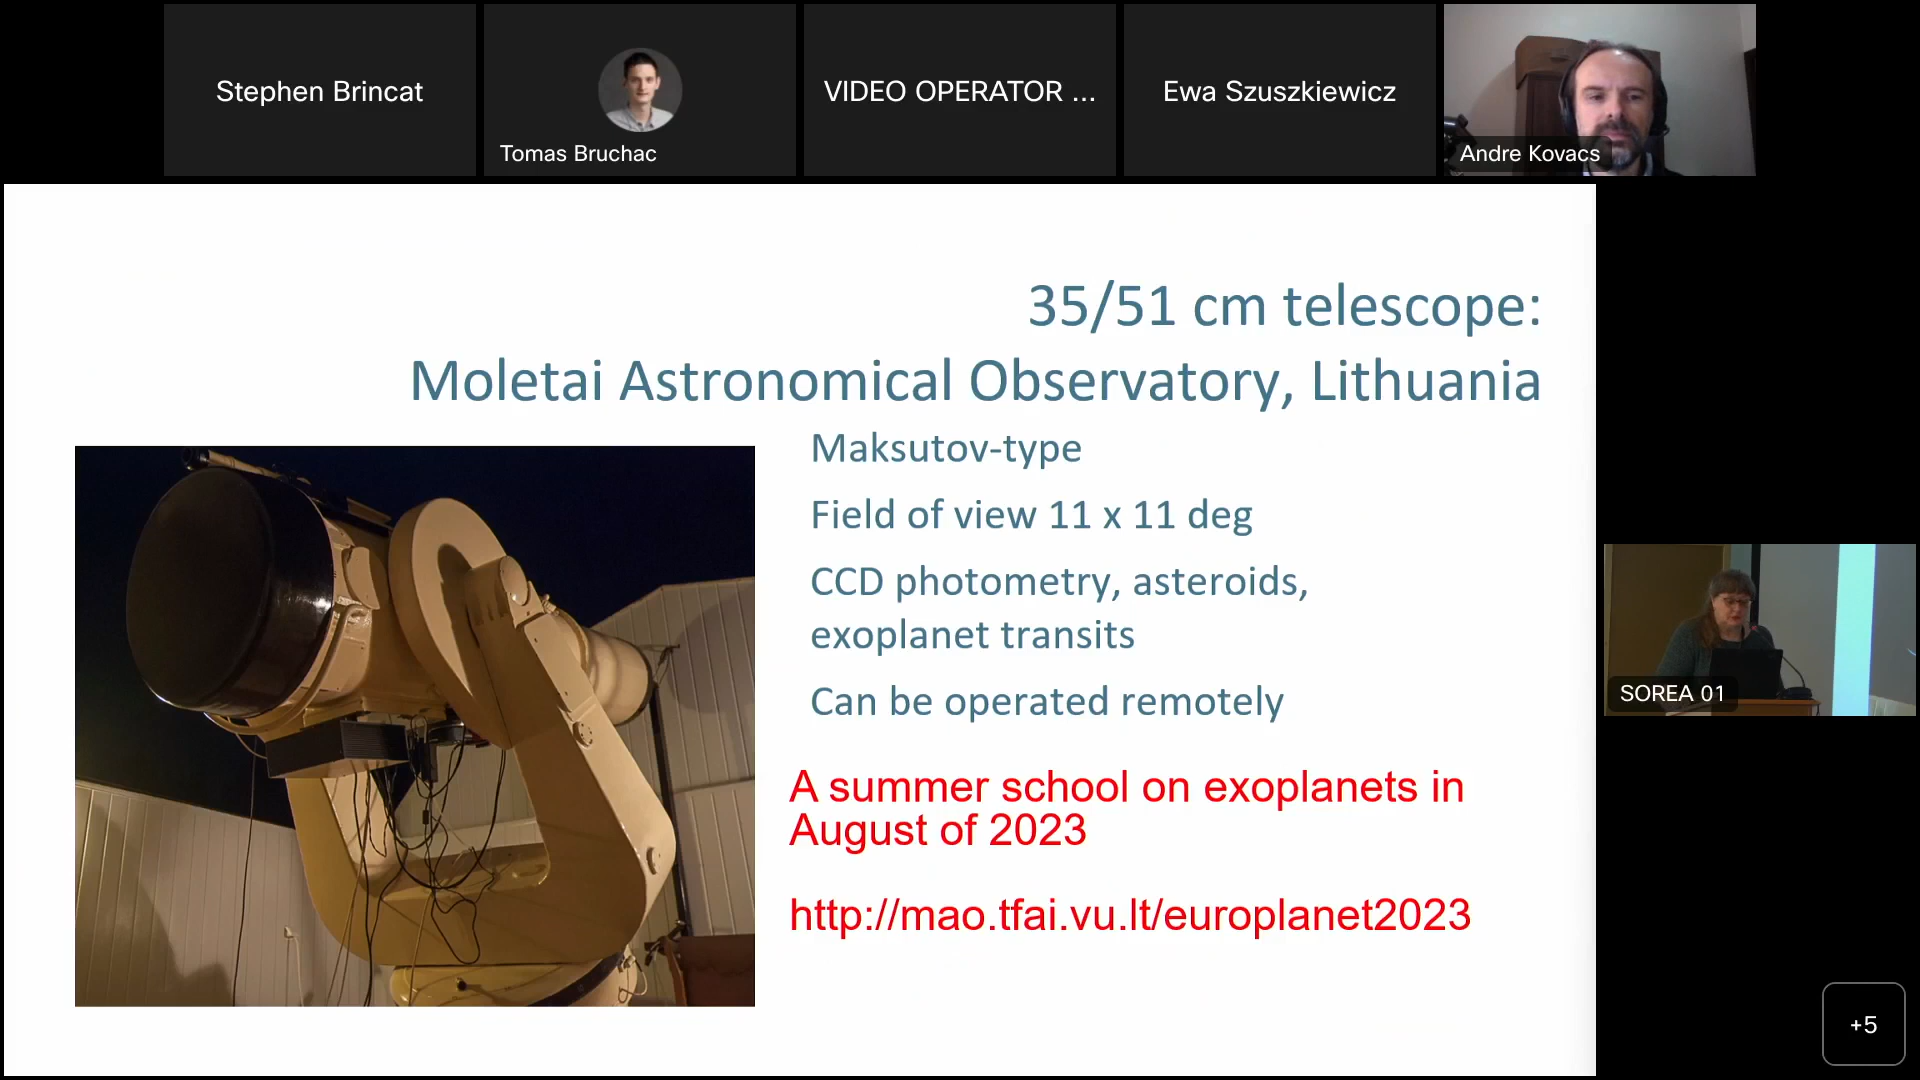 Stephen Brincat
Tomas Bruchac
VIDEO OPERATOR ...
Ewa Szuszkiewicz
Andre Kovacs
35/51 cm telescope:
Moletai Astronomical Observatory, Lithuania
Maksutov-type
Field of view 11 x 11 deg
CCD photometry, asteroids,
exoplanet transits
Can be operated remotely
A summer school on exoplanets in
August of 2023
http://mao.tfai.vu.lt/europlanet2023
SOREA 01
+5